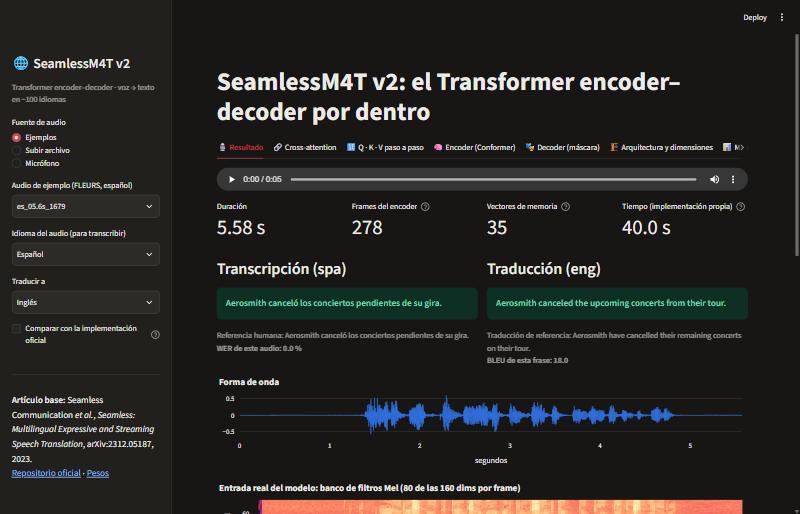 Deploy
SeamlessM4T v2
Transformer encoder-decoder · voz → texto
en ~100 idiomas
Fuente de audio
Ejemplos
Subir archivo
Micrófono
Audio de ejemplo (FLEURS, español)
es_05.6s_1679
Idioma del audio (para transcribir)
Español
Traducir a
Inglés
Comparar con la implementación
oficial
Artículo base: Seamless
Communication et al., Seamless:
Multilingual Expressive and Streaming
Speech Translation, arXiv:2312.05187,
2023.
Repositorio oficial · Pesos
SeamlessM4T v2: el Transformer encoder–
decoder por dentro
Resultado
Cross-attention
Q · K · V paso a paso
Encoder (Conformer)
Decoder (máscara)
Arquitectura y dimensiones
0:00 / 0:05
Duración
Frames del encoder
Vectores de memoria
Tiempo (implementación propia)
5.58 s
278
35
40.0 s
Transcripción (spa)
Traducción (eng)
Aerosmith canceló los conciertos pendientes de su gira.
Aerosmith canceled the upcoming concerts from their tour.
Referencia humana: Aerosmith canceló los conciertos pendientes de su gira.
WER de este audio: 0.0 %
Traducción de referencia: Aerosmith have cancelled their remaining concerts
on their tour.
BLEU de esta frase: 18.0
Forma de onda
0.5
0
−0.5
0 1 2 3 4 5
segundos
Entrada real del modelo: banco de filtros Mel (80 de las 160 dims por frame)
60